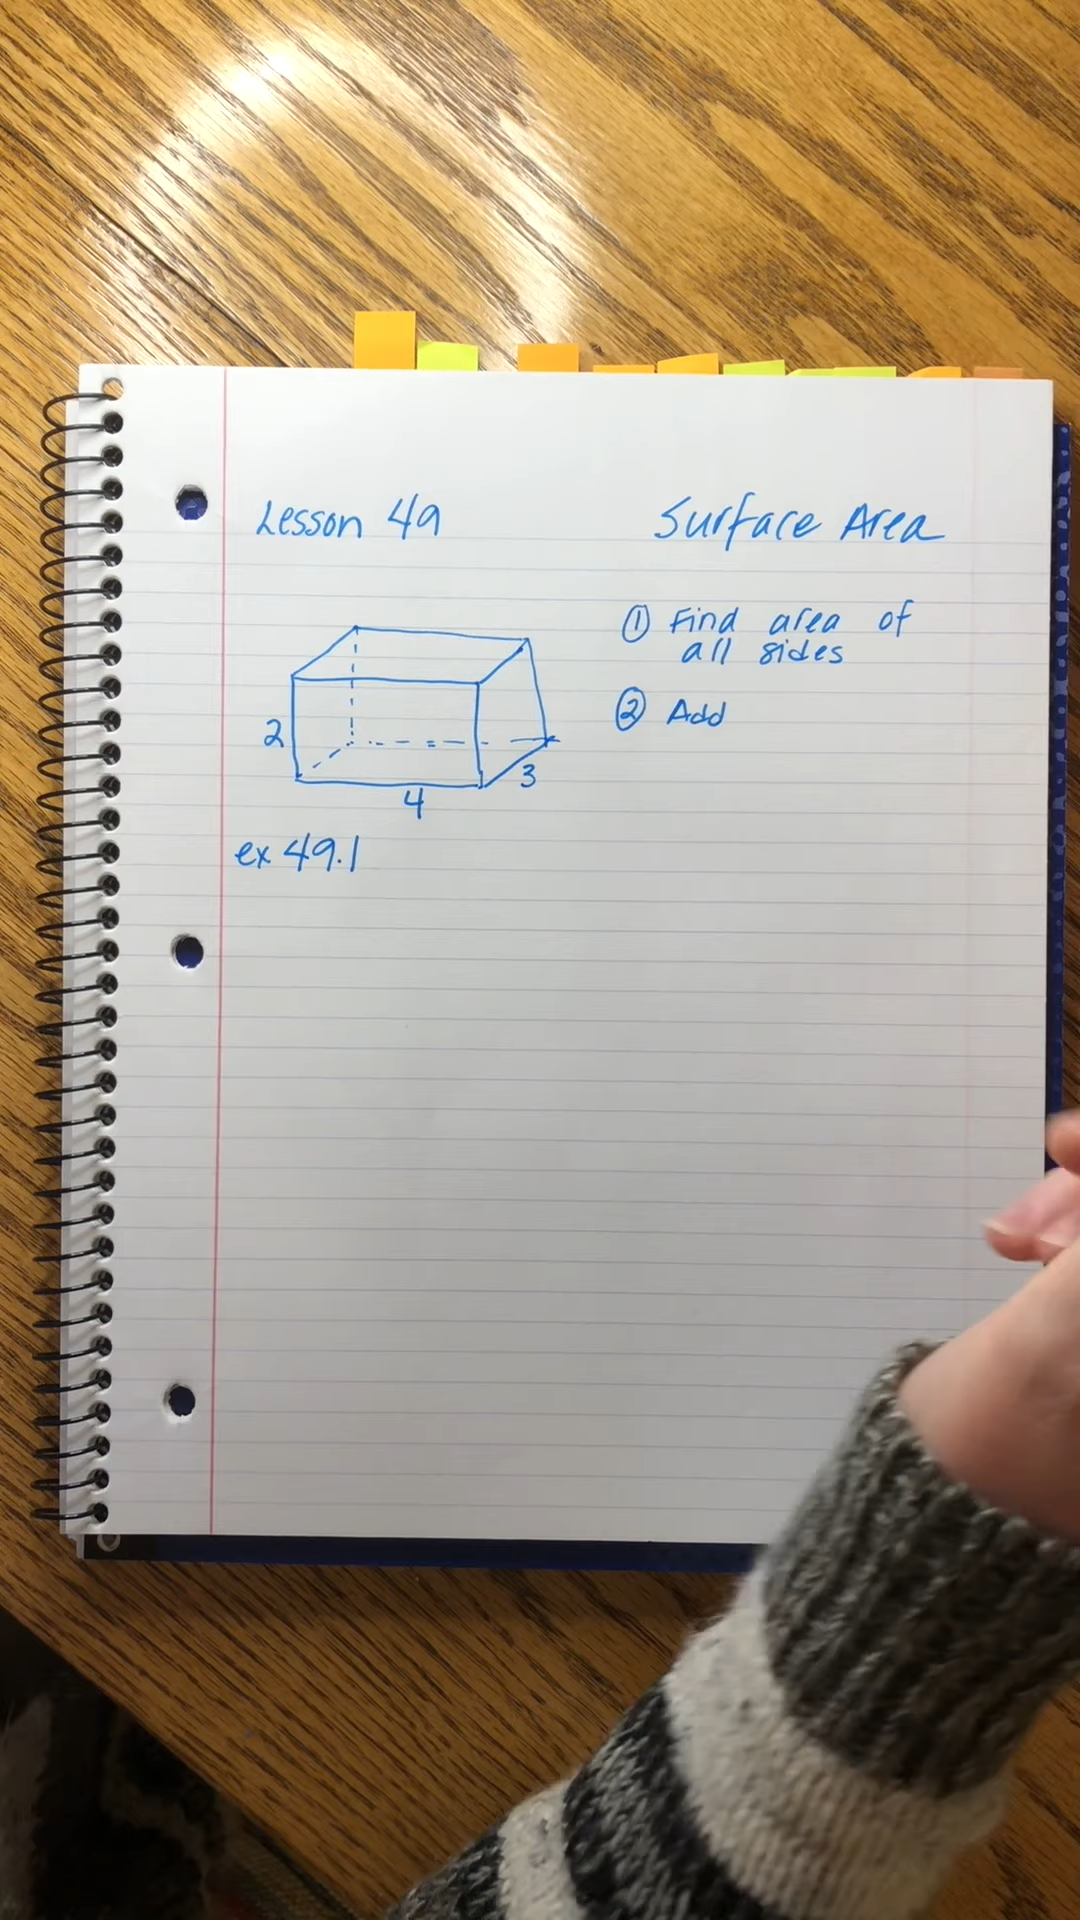 Lesson 49
Surface Area
① Find area of
all sides
② Add
2
3
4
ex 49.1